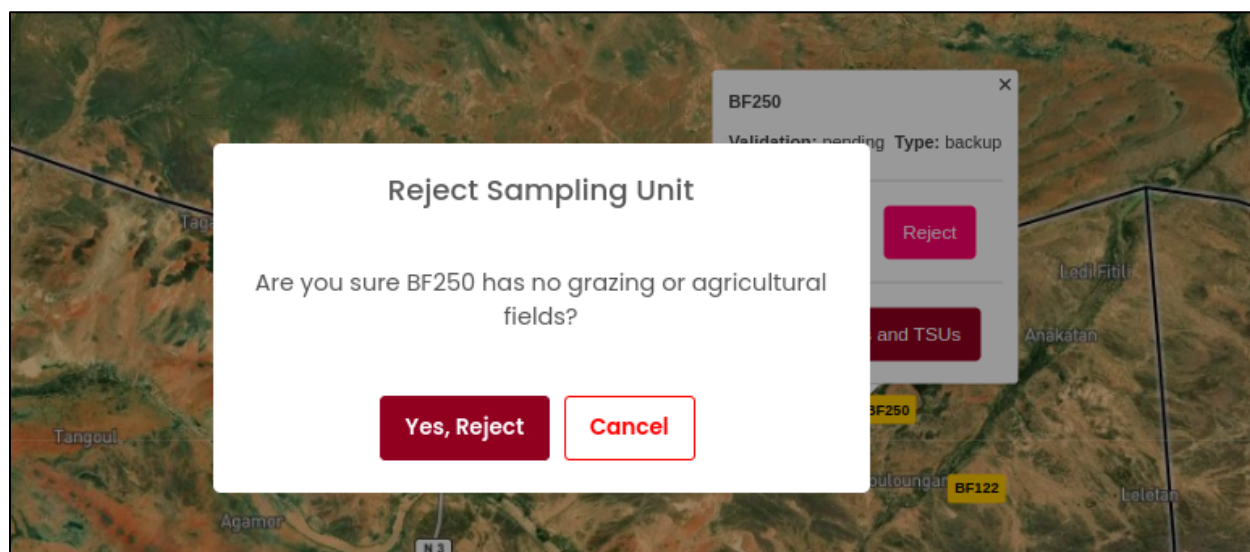 BF250
Validation: pending Type: backup
Reject Sampling Unit
Taga
Reject
Ledi Fitili
Are you sure BF250 has no grazing or agricultural
fields?
and TSUs
Anakatan
Yes, Reject
Cancel
BF250
Tangoul
BF122
Leletan
Agamor
N 3